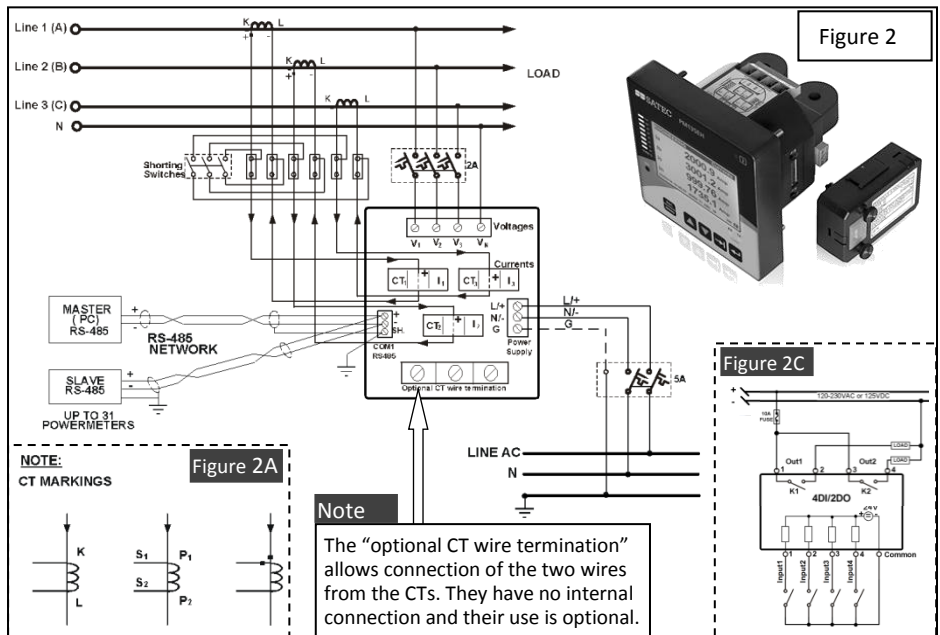 Figure 2
Line 1 (A)
K L
+ -
Line 2 (B)
K L
+ -
LOAD
Line 3 (C)
K L
N
Shorting
Switches
2A
SATEC
Voltages
V1 V2 V3 VN
Currents
CT1 + I1
CT3 + I3
CT2 +
MASTER
(PC)
RS-485
+
-
RS-485
NETWORK
+
-
SH.
COM1
RS485
L/+
N/-
G
Power
Supply
L/+
N/-
G
SLAVE
RS-485
+
-
UP TO 31
POWERMETERS
Optional CT wire termination
5A
LINE AC
N
NOTE:
CT MARKINGS
Figure 2A
K
L
S1 P1
S2 P2
Note
The “optional CT wire termination”
allows connection of the two wires
from the CTs. They have no internal
connection and their use is optional.
Figure 2C
+
-
120-230VAC or 125VDC
10A
FUSE
LOAD
LOAD
Out1 Out2
1 2 3 4
K1 K2
4DI/2DO
24V
+ -
1 2 3 4 Common
Input1
Input2
Input3
Input4